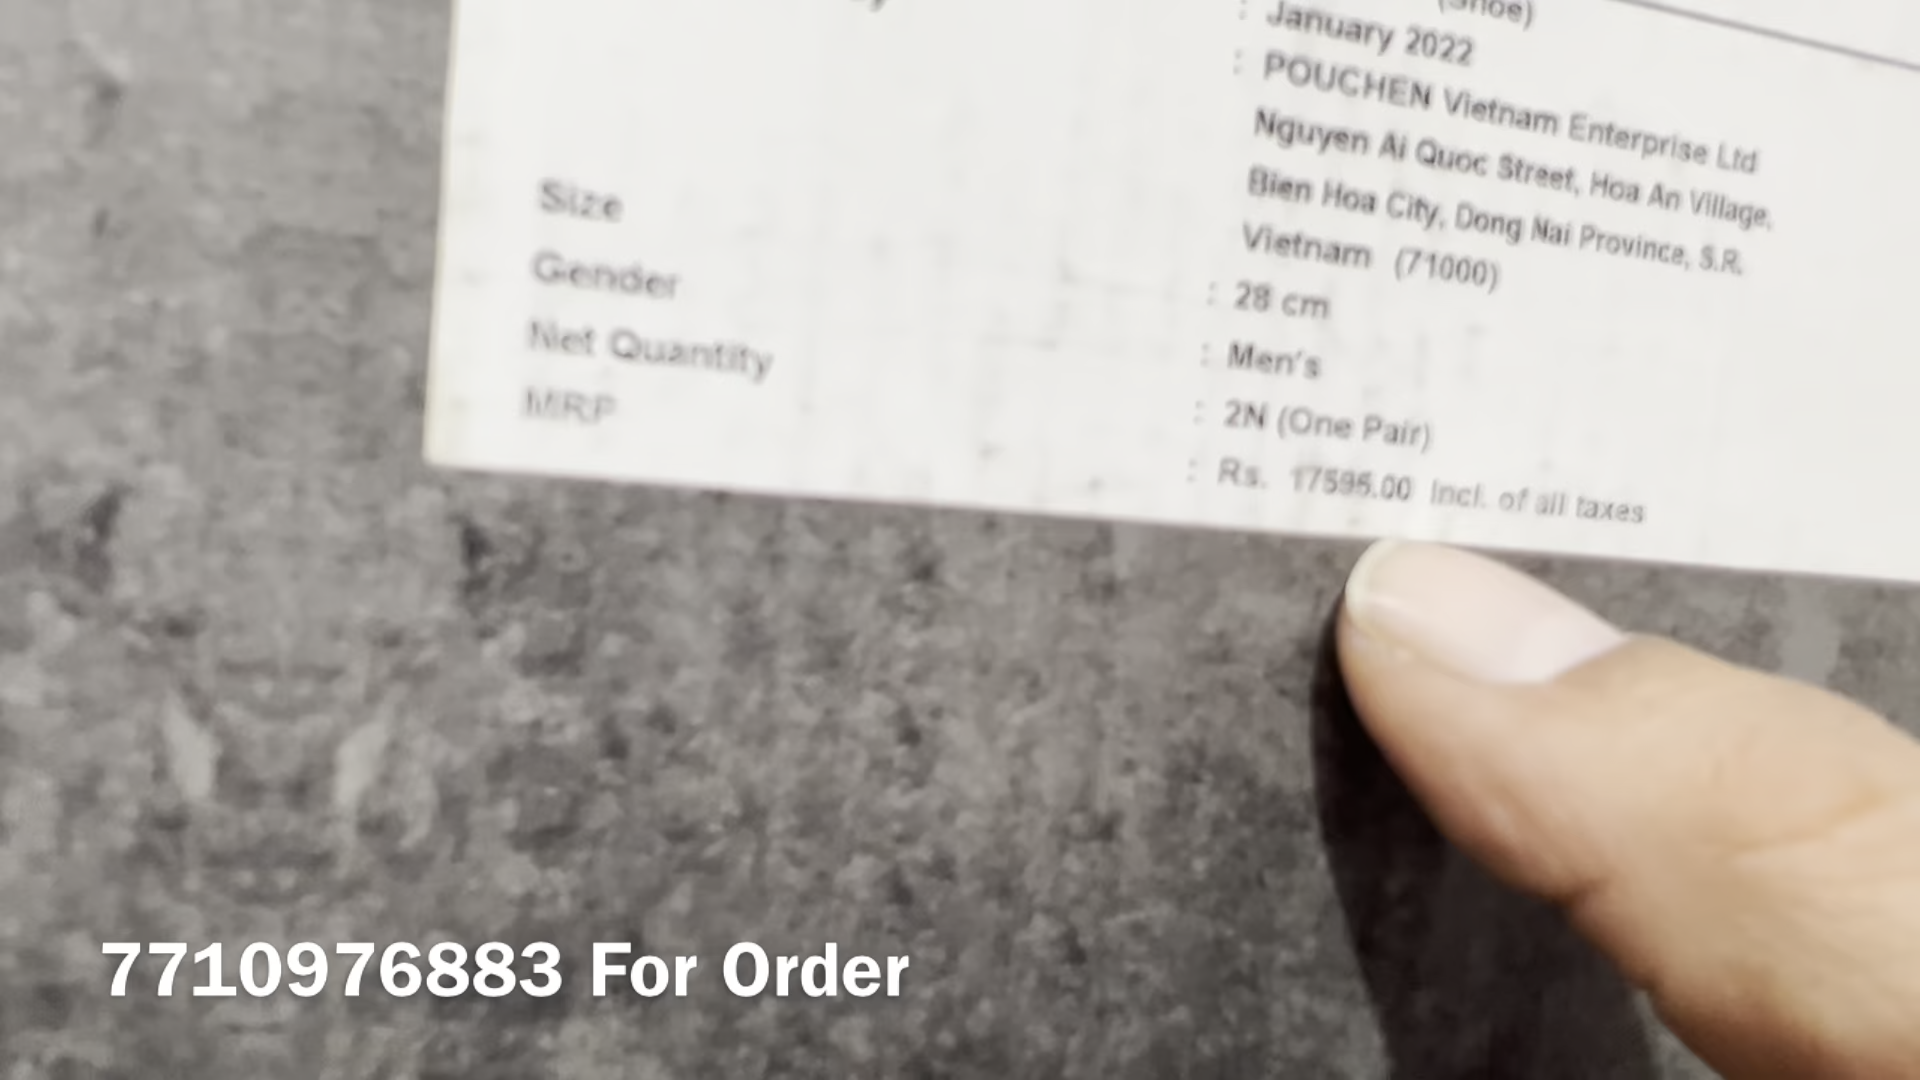 (Shoe)
: January 2022
: POUCHEN Vietnam Enterprise Ltd
Nguyen Ai Quoc Street, Hoa An Village,
Bien Hoa City, Dong Nai Province, S.R.
Vietnam (71000)
Size : 28 cm
Gender : Men's
Net Quantity : 2N (One Pair)
MRP : Rs. 17595.00 Incl. of all taxes
7710976883 For Order